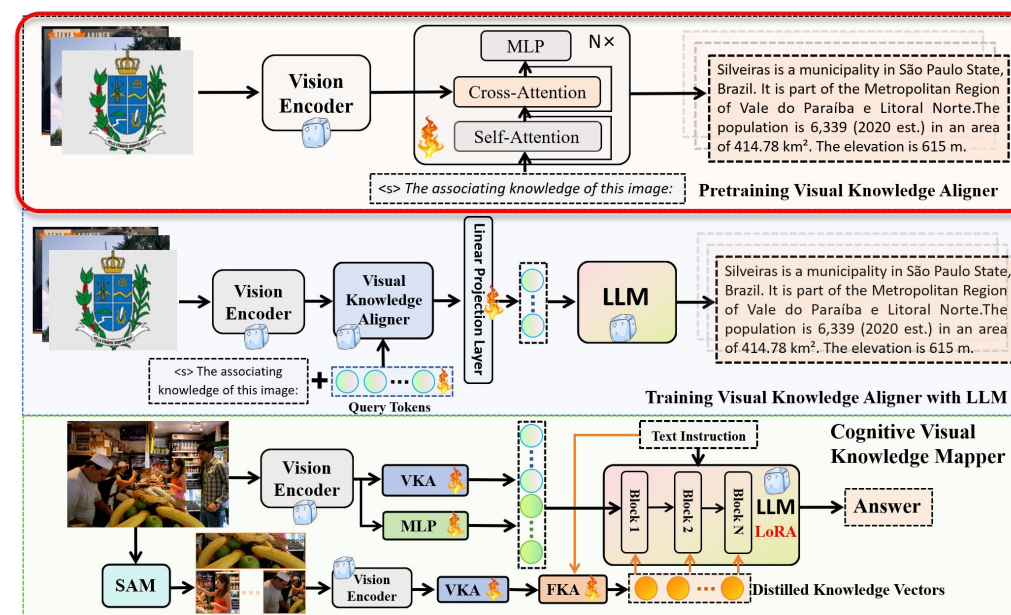 Vision
Encoder
MLP
N×
Cross-Attention
Self-Attention
<s> The associating knowledge of this image:
Silveiras is a municipality in São Paulo State,
Brazil. It is part of the Metropolitan Region
of Vale do Paraíba e Litoral Norte.The
population is 6,339 (2020 est.) in an area
of 414.78 km². The elevation is 615 m.
Pretraining Visual Knowledge Aligner
Vision
Encoder
Visual
Knowledge
Aligner
Linear Projection Layer
LLM
Silveiras is a municipality in São Paulo State,
Brazil. It is part of the Metropolitan Region
of Vale do Paraíba e Litoral Norte.The
population is 6,339 (2020 est.) in an area
of 414.78 km². The elevation is 615 m.
<s> The associating
knowledge of this image:
+
Query Tokens
Training Visual Knowledge Aligner with LLM
Cognitive Visual
Knowledge Mapper
Text Instruction
Vision
Encoder
VKA
MLP
Block 1
Block 2
Block N
LLM
LoRA
Answer
SAM
Vision
Encoder
VKA
FKA
Distilled Knowledge Vectors